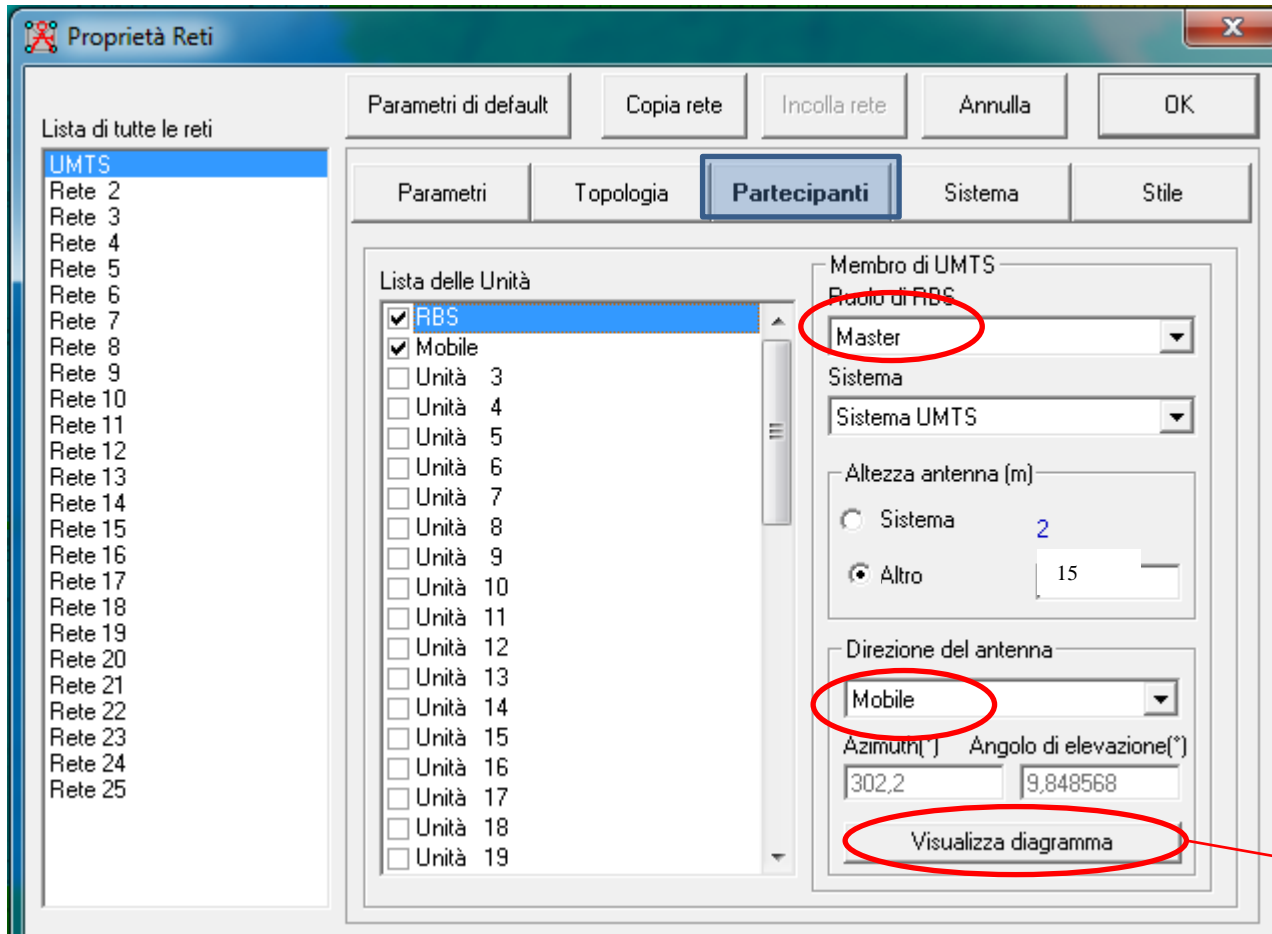 Proprietà Reti
x
Parametri di default Copia rete Incolla rete Annulla OK
Lista di tutte le reti
UMTS
Rete 2
Rete 3
Rete 4
Rete 5
Rete 6
Rete 7
Rete 8
Rete 9
Rete 10
Rete 11
Rete 12
Rete 13
Rete 14
Rete 15
Rete 16
Rete 17
Rete 18
Rete 19
Rete 20
Rete 21
Rete 22
Rete 23
Rete 24
Rete 25
Parametri Topologia Partecipanti Sistema Stile
Lista delle Unità
RBS
Mobile
Unità 3
Unità 4
Unità 5
Unità 6
Unità 7
Unità 8
Unità 9
Unità 10
Unità 11
Unità 12
Unità 13
Unità 14
Unità 15
Unità 16
Unità 17
Unità 18
Unità 19
Membro di UMTS
Ruolo di RBS
Master
Sistema
Sistema UMTS
Altezza antenna (m)
Sistema 2
Altro 15
Direzione del antenna
Mobile
Azimuth(°) Angolo di elevazione(°)
302,2 9,848568
Visualizza diagramma